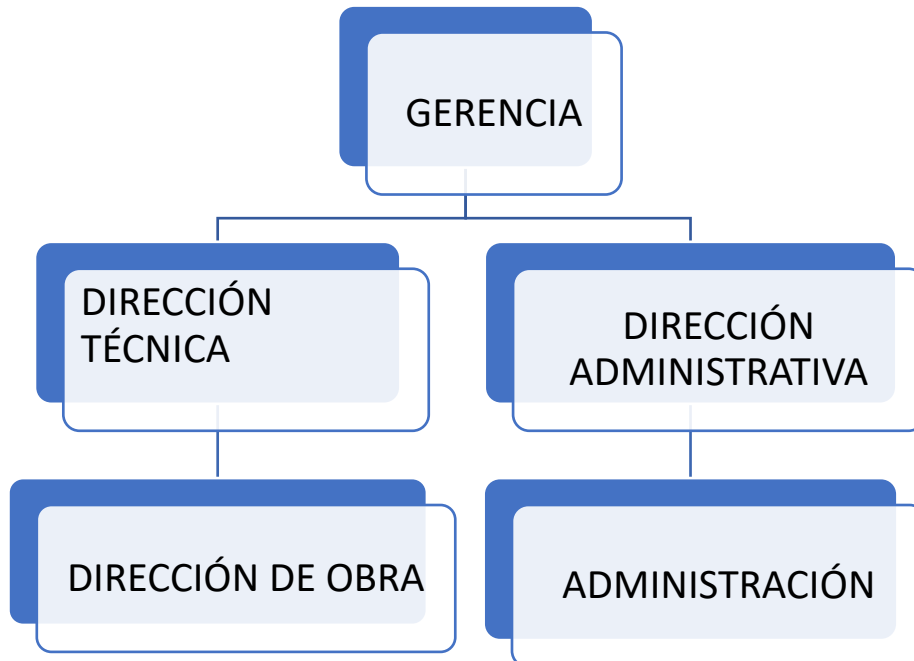 GERENCIA
DIRECCIÓN
TÉCNICA
DIRECCIÓN
ADMINISTRATIVA
DIRECCIÓN DE OBRA
ADMINISTRACIÓN